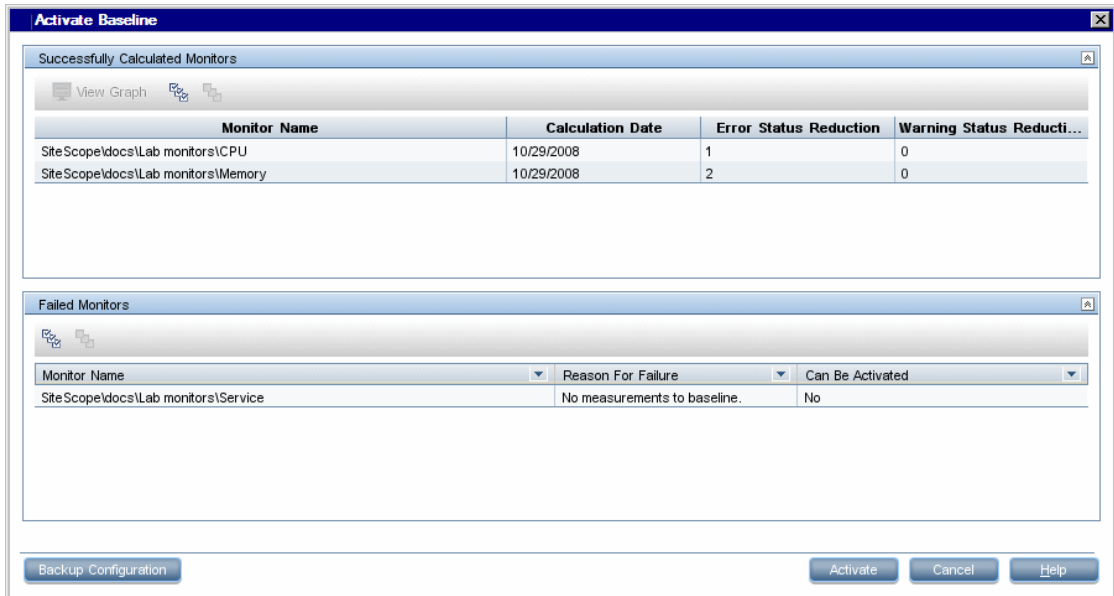 Activate Baseline
Successfully Calculated Monitors
View Graph
Monitor Name Calculation Date Error Status Reduction Warning Status Reducti...
SiteScope\docs\Lab monitors\CPU 10/29/2008 1 0
SiteScope\docs\Lab monitors\Memory 10/29/2008 2 0
Failed Monitors
Monitor Name Reason For Failure Can Be Activated
SiteScope\docs\Lab monitors\Service No measurements to baseline. No
Backup Configuration Activate Cancel Help